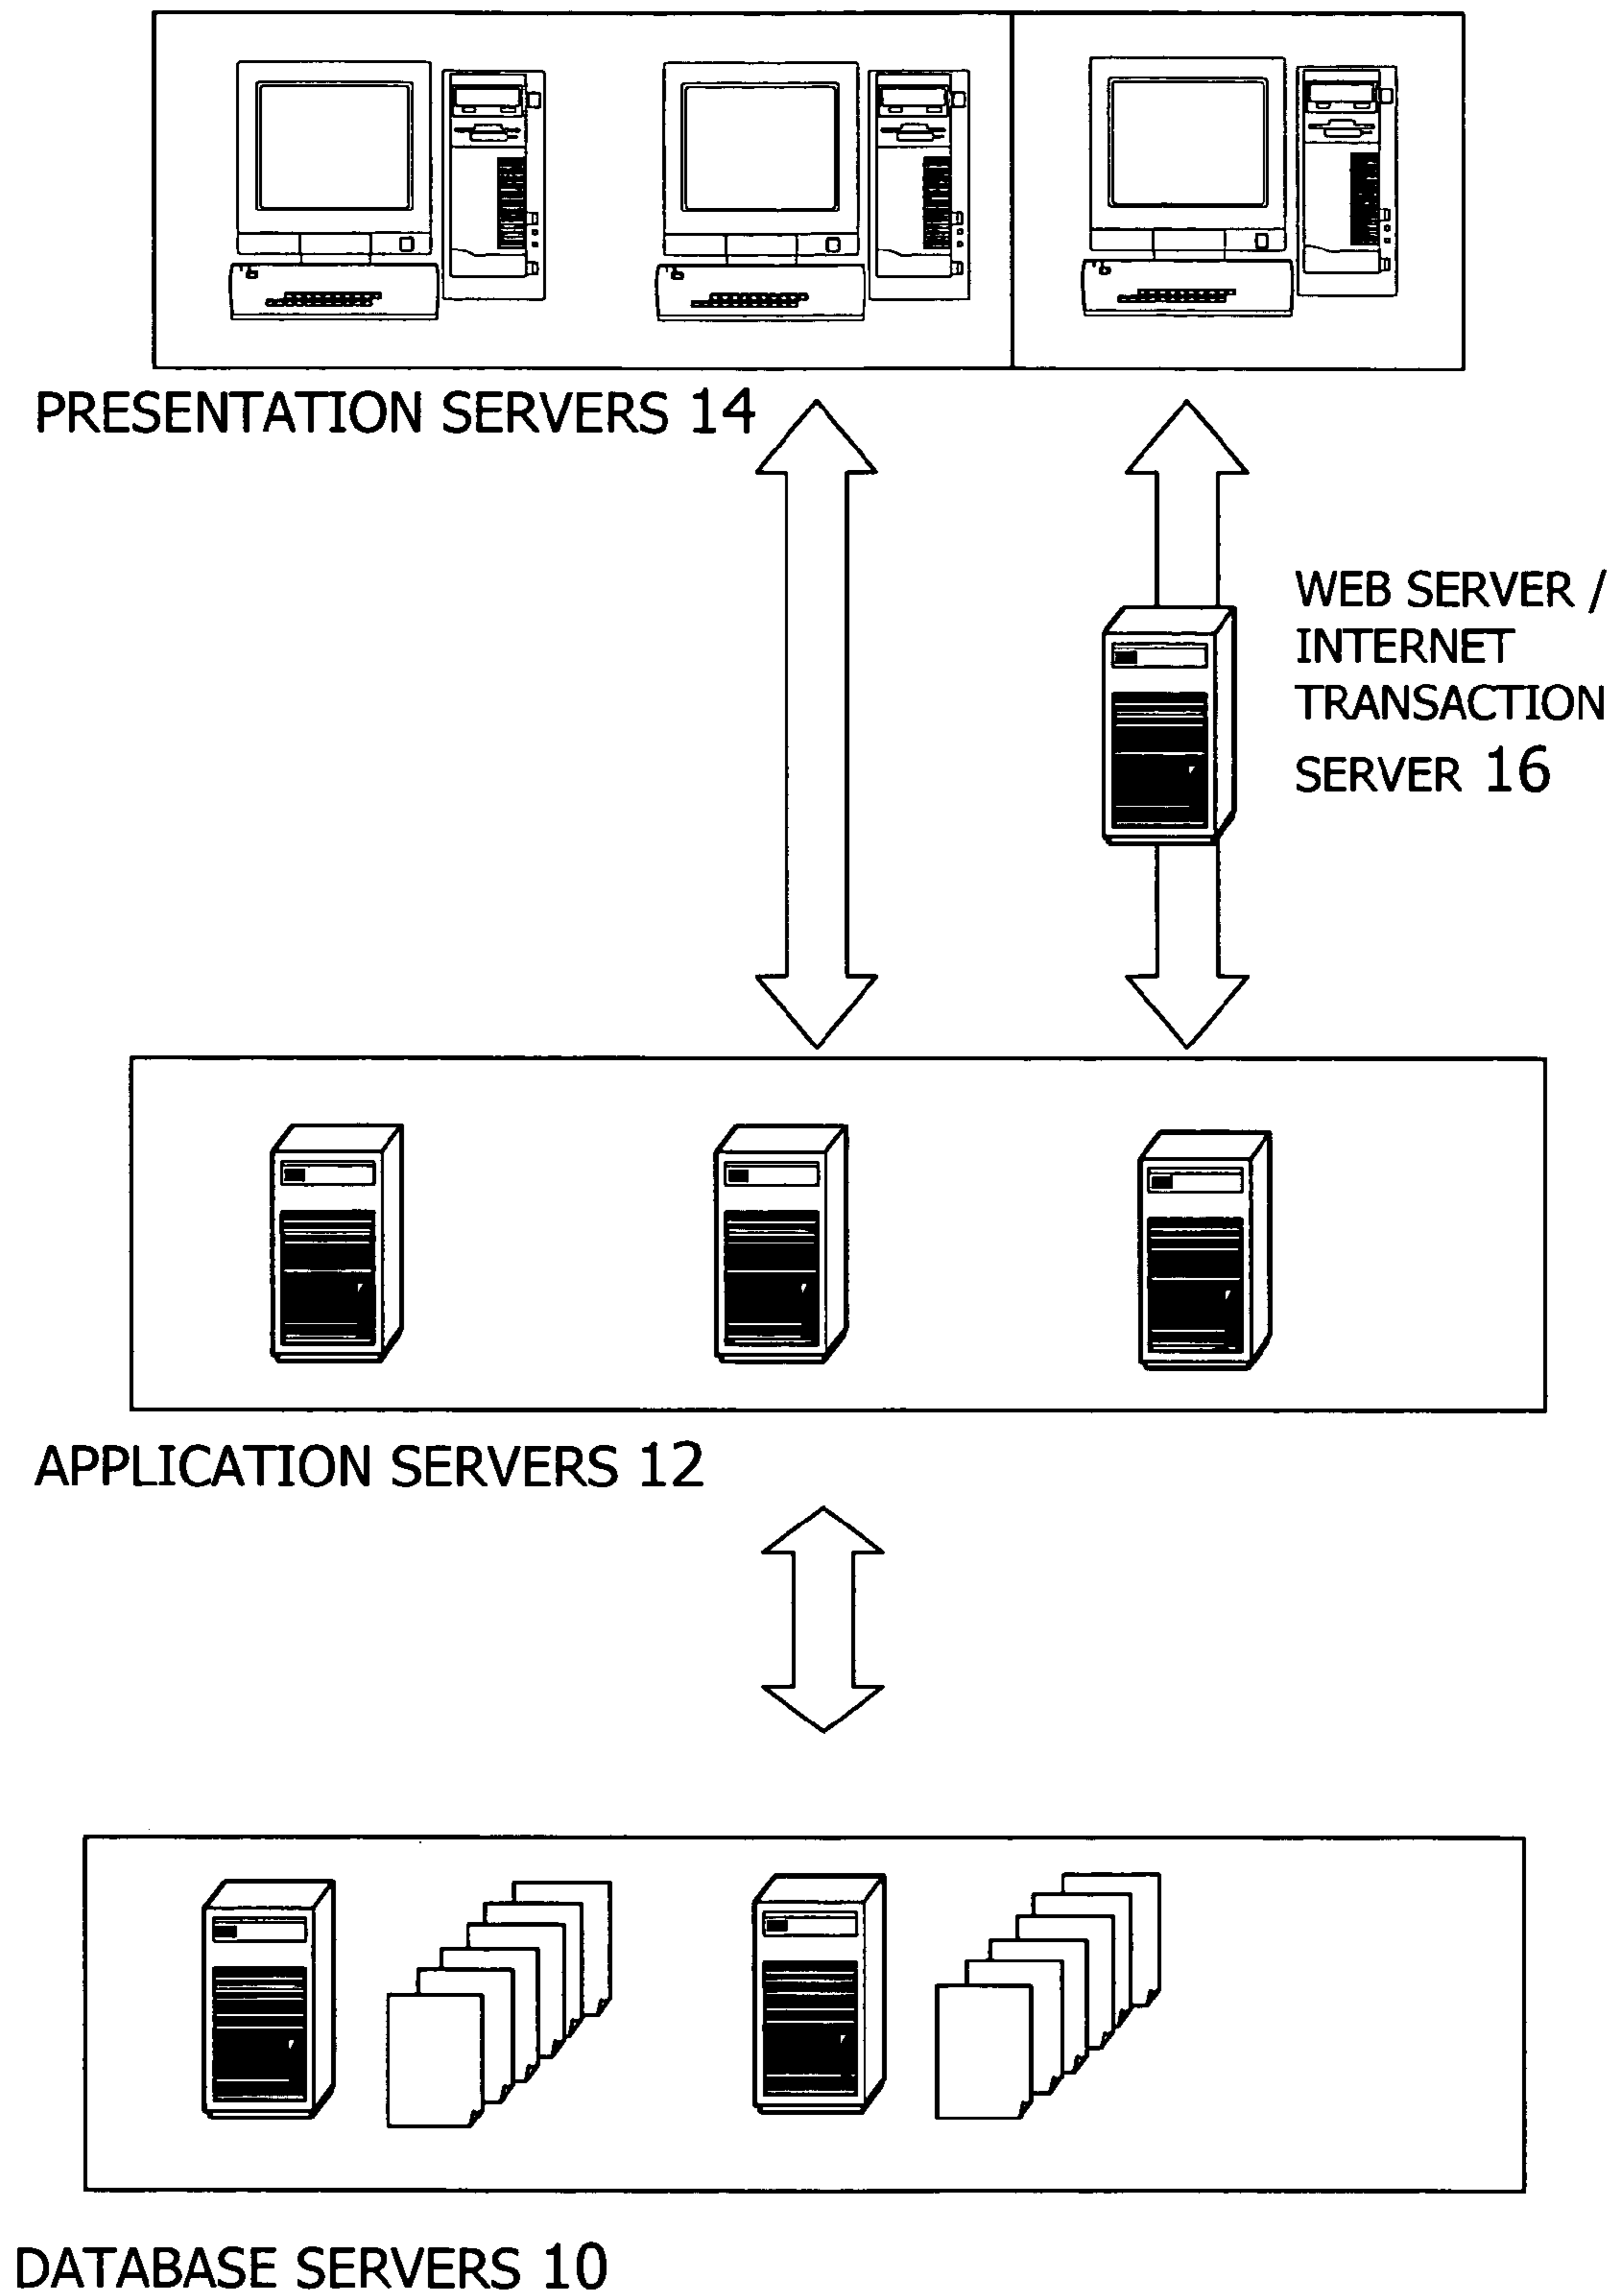 PRESENTATION SERVERS 14
WEB SERVER /
INTERNET
TRANSACTION
SERVER 16
APPLICATION SERVERS 12
DATABASE SERVERS 10